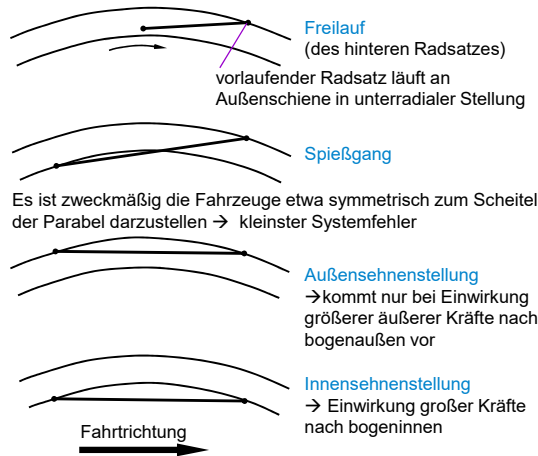 Freilauf
(des hinteren Radsatzes)
vorlaufender Radsatz läuft an
Außenschiene in unterradialer Stellung
Spießgang
Es ist zweckmäßig die Fahrzeuge etwa symmetrisch zum Scheitel
der Parabel darzustellen → kleinster Systemfehler
Außensehnenstellung
→kommt nur bei Einwirkung
größerer äußerer Kräfte nach
bogenaußen vor
Innensehnenstellung
→ Einwirkung großer Kräfte
nach bogeninnen
Fahrtrichtung